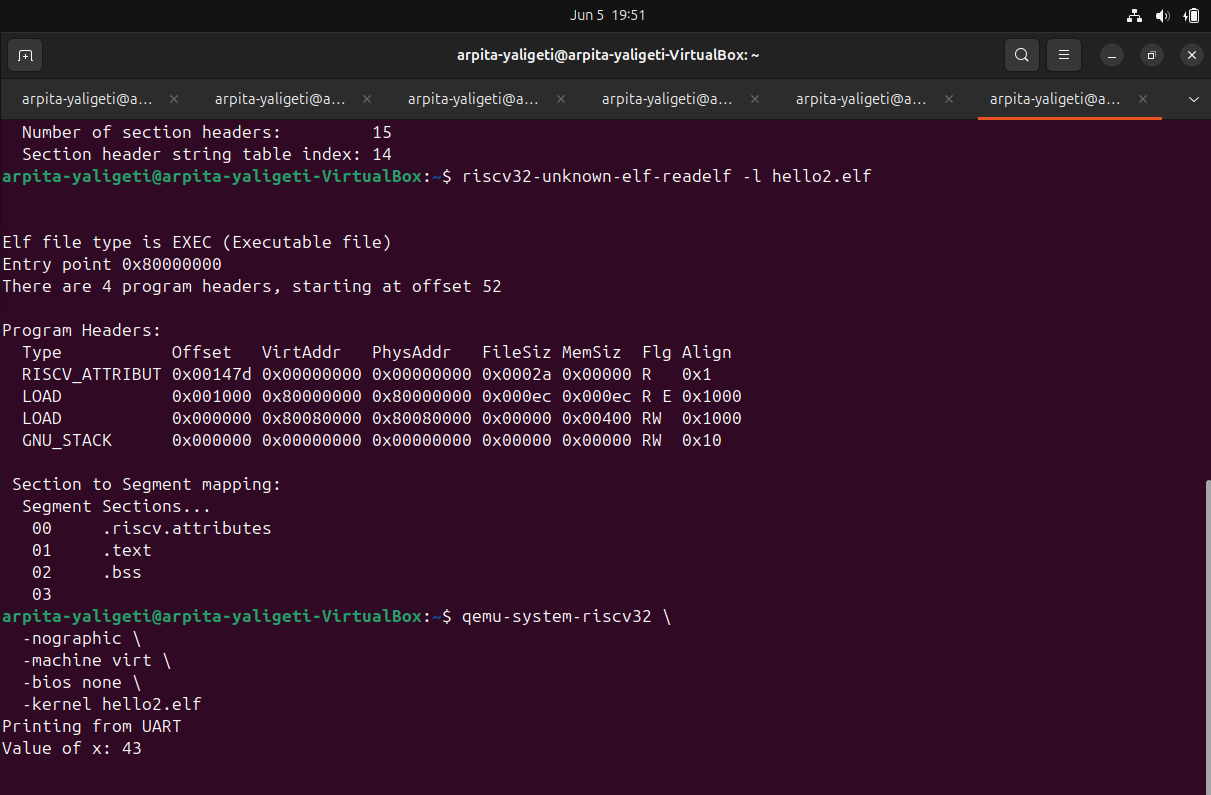 Jun 5  19:51
arpita-yaligeti@arpita-yaligeti-VirtualBox: ~
arpita-yaligeti@a... arpita-yaligeti@a... arpita-yaligeti@a... arpita-yaligeti@a... arpita-yaligeti@a... arpita-yaligeti@a...
  Number of section headers:         15
  Section header string table index: 14
arpita-yaligeti@arpita-yaligeti-VirtualBox:~$ riscv32-unknown-elf-readelf -l hello2.elf
Elf file type is EXEC (Executable file)
Entry point 0x80000000
There are 4 program headers, starting at offset 52
Program Headers:
  Type           Offset   VirtAddr   PhysAddr   FileSiz MemSiz  Flg Align
  RISCV_ATTRIBUT 0x00147d 0x00000000 0x00000000 0x0002a 0x00000 R   0x1
  LOAD           0x001000 0x80000000 0x80000000 0x000ec 0x000ec R E 0x1000
  LOAD           0x000000 0x80080000 0x80080000 0x00000 0x00400 RW  0x1000
  GNU_STACK      0x000000 0x00000000 0x00000000 0x00000 0x00000 RW  0x10
 Section to Segment mapping:
  Segment Sections...
   00     .riscv.attributes
   01     .text
   02     .bss
   03
arpita-yaligeti@arpita-yaligeti-VirtualBox:~$ qemu-system-riscv32 \
  -nographic \
  -machine virt \
  -bios none \
  -kernel hello2.elf
Printing from UART
Value of x: 43